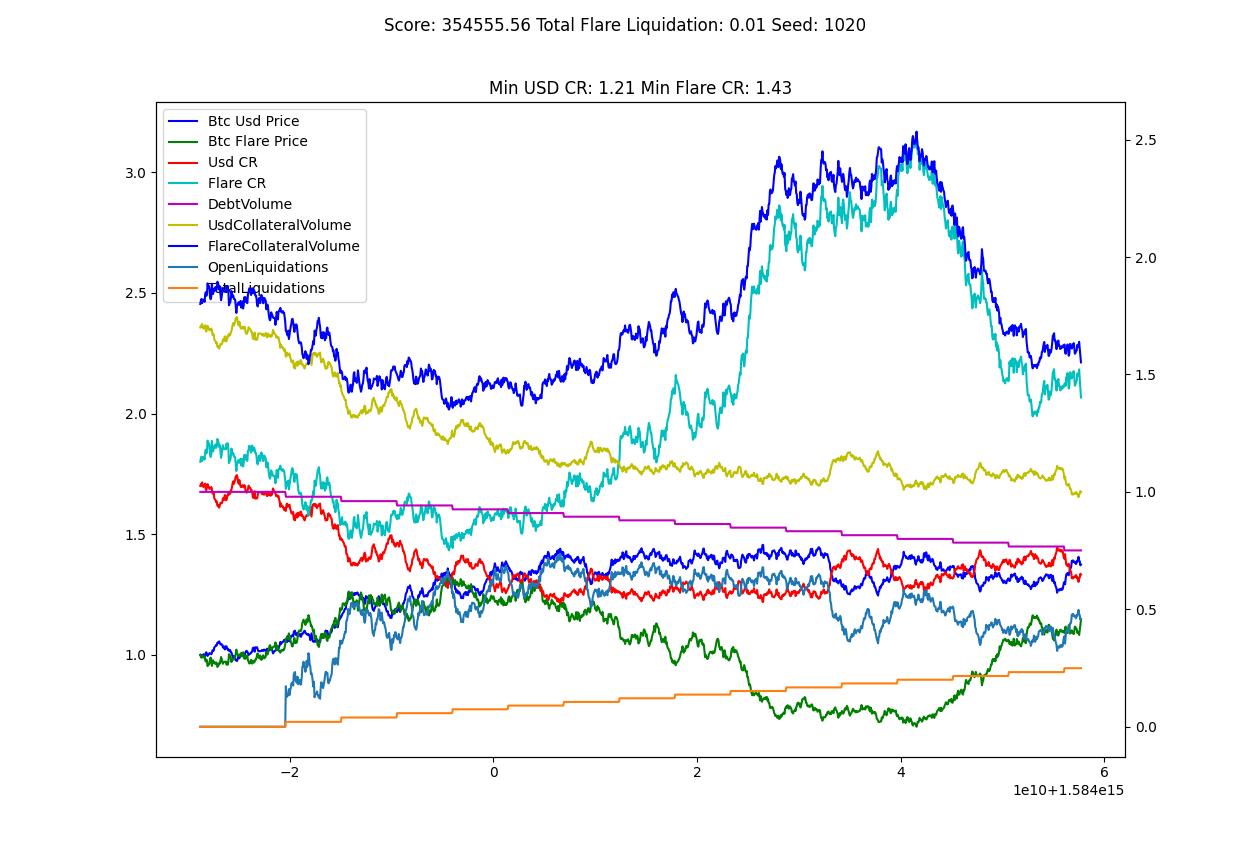 Score: 354555.56 Total Flare Liquidation: 0.01 Seed: 1020
Min USD CR: 1.21 Min Flare CR: 1.43
Btc Usd Price
Btc Flare Price
Usd CR
Flare CR
DebtVolume
UsdCollateralVolume
FlareCollateralVolume
OpenLiquidations
TotalLiquidations
3.0
2.5
2.0
1.5
1.0
2.5
2.0
1.5
1.0
0.5
0.0
−2
0
2
4
6
1e10+1.584e15